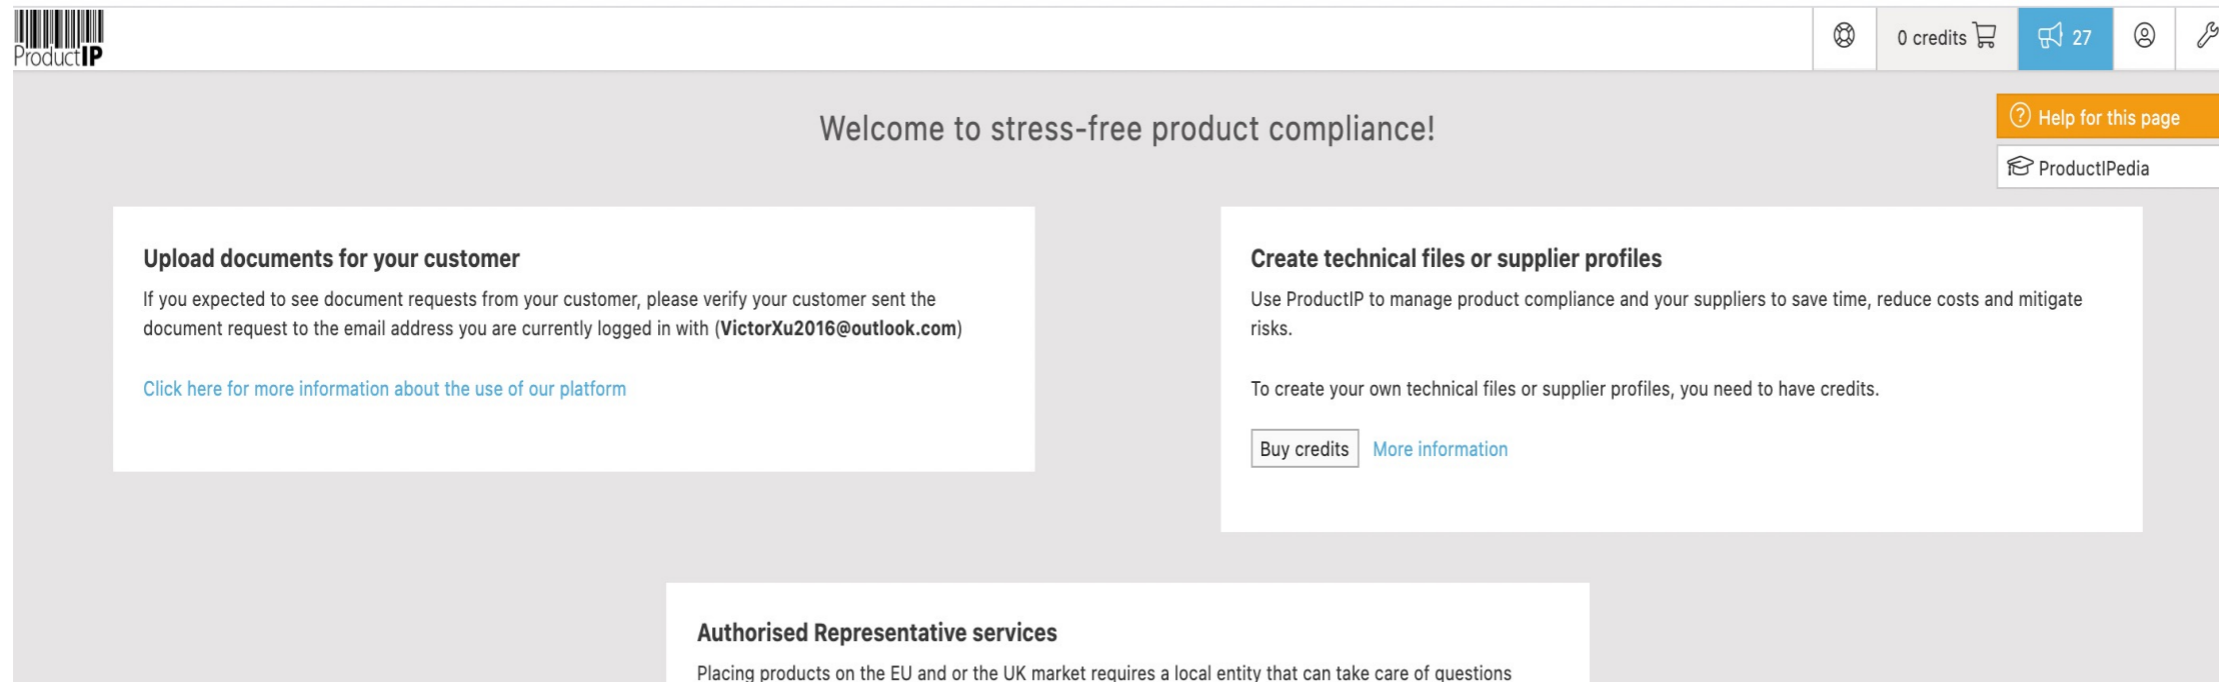 ProductIP
0 credits
27
Welcome to stress-free product compliance!
Help for this page
ProductIPedia
Upload documents for your customer
If you expected to see document requests from your customer, please verify your customer sent the
document request to the email address you are currently logged in with (VictorXu2016@outlook.com)
Click here for more information about the use of our platform
Create technical files or supplier profiles
Use ProductIP to manage product compliance and your suppliers to save time, reduce costs and mitigate
risks.
To create your own technical files or supplier profiles, you need to have credits.
Buy credits More information
Authorised Representative services
Placing products on the EU and or the UK market requires a local entity that can take care of questions